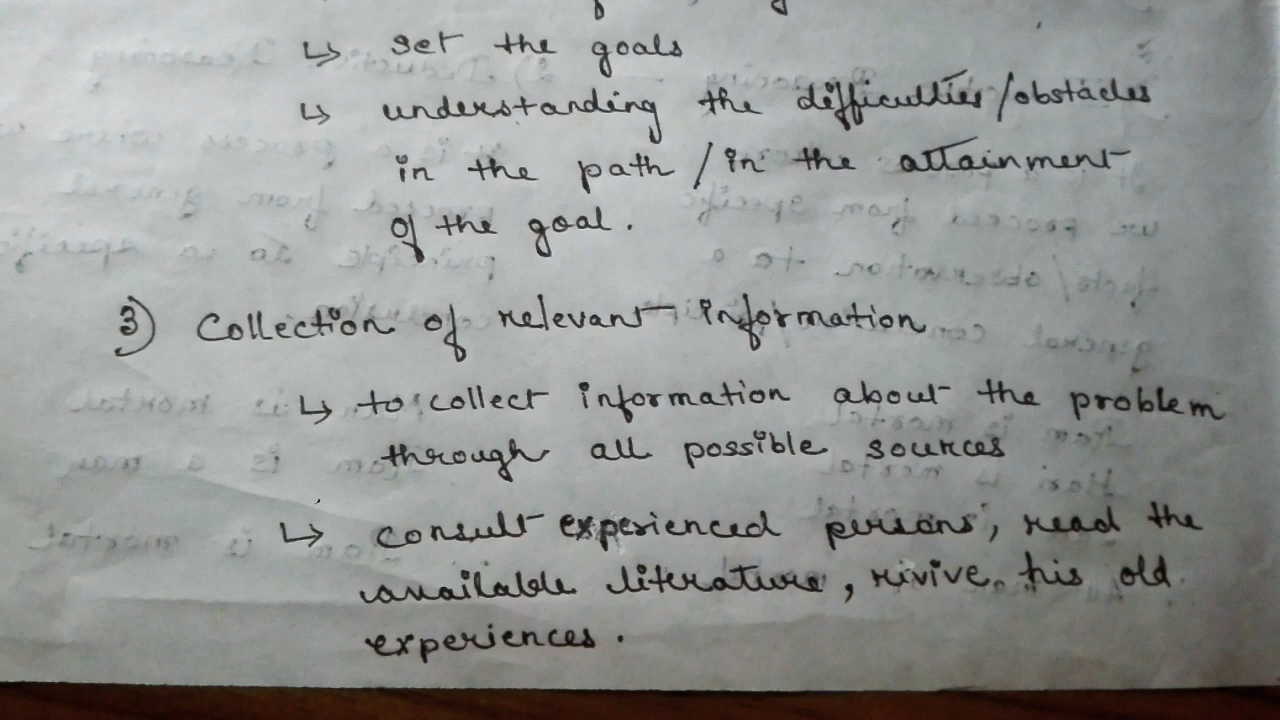 ↳ set the goals
↳ understanding the difficulties/obstacles
in the path / in the attainment
of the goal.
3) Collection of relevant information
↳ to collect information about the problem
through all possible sources
↳ consult experienced persons, read the
available literature, rivive his old
experiences.